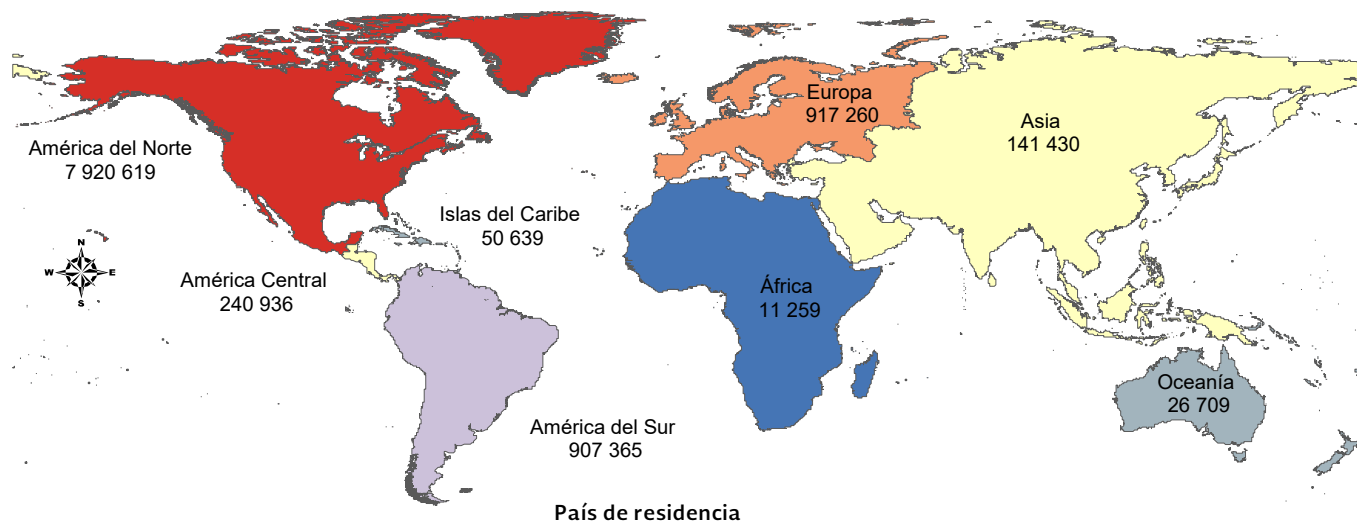 Europa
917 260
Asia
141 430
América del Norte
7 920 619
Islas del Caribe
50 639
N
W E
S
América Central
240 936
África
11 259
Oceanía
26 709
América del Sur
907 365
País de residencia